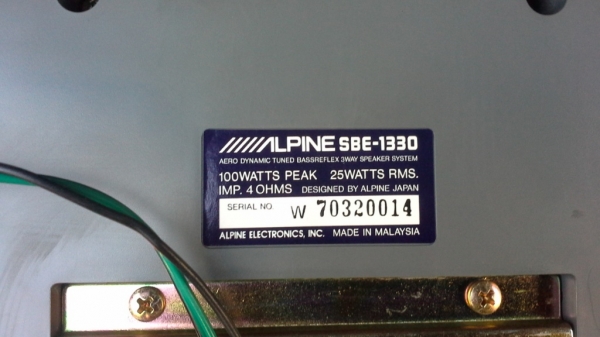 ALPINE SBE-1330
AERO DYNAMIC TUNED BASSREFLEX 3WAY SPEAKER SYSTEM
100WATTS PEAK 25WATTS RMS.
IMP. 4 OHMS DESIGNED BY ALPINE JAPAN
SERIAL NO. W 70320014
ALPINE ELECTRONICS, INC. MADE IN MALAYSIA